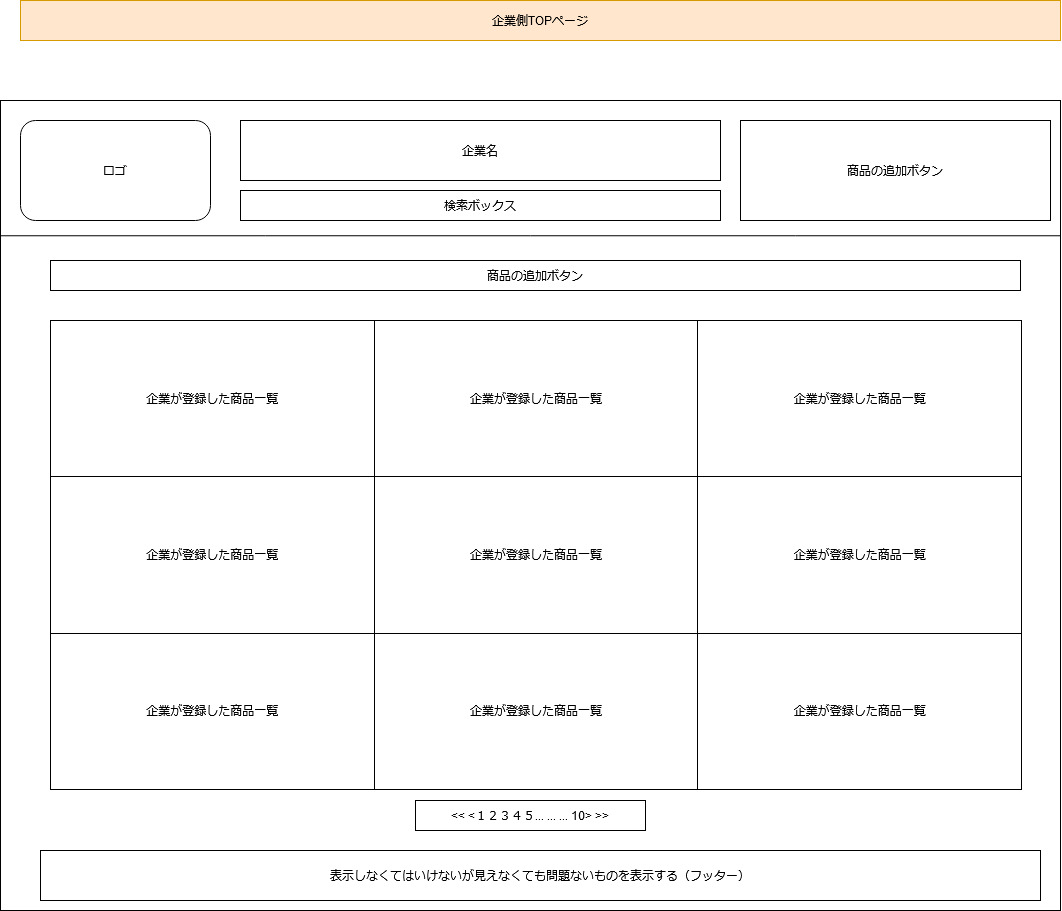 企業側TOPページ
ロゴ
企業名
検索ボックス
商品の追加ボタン
商品の追加ボタン
企業が登録した商品一覧
企業が登録した商品一覧
企業が登録した商品一覧
企業が登録した商品一覧
企業が登録した商品一覧
企業が登録した商品一覧
企業が登録した商品一覧
企業が登録した商品一覧
企業が登録した商品一覧
<< < 1 2 3 4 5... ... ... 10> >>
表示しなくてはいけないが見えなくても問題ないものを表示する（フッター）